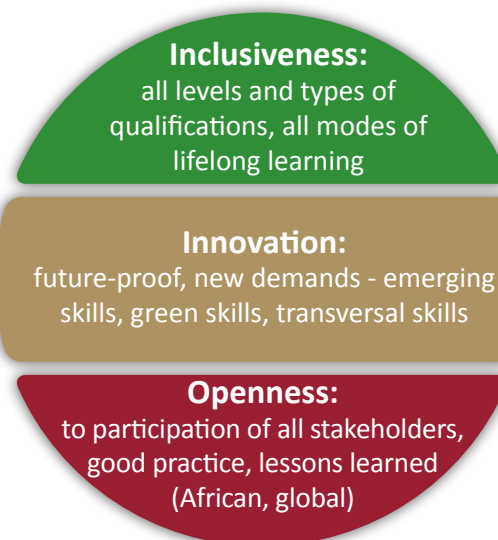 Inclusiveness:
all levels and types of
qualifications, all modes of
lifelong learning
Innovation:
future-proof, new demands - emerging
skills, green skills, transversal skills
Openness:
to participation of all stakeholders,
good practice, lessons learned
(African, global)